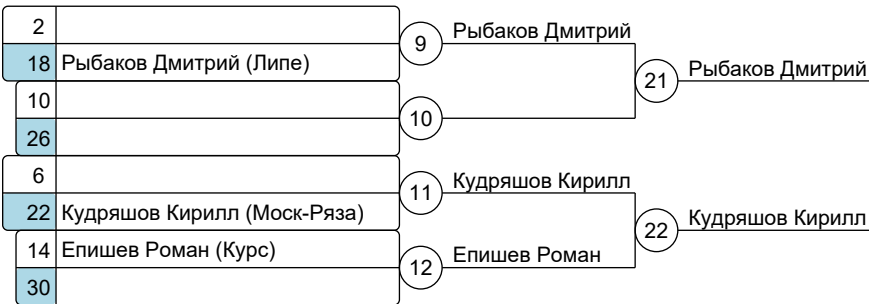 2
9 Рыбаков Дмитрий
18 Рыбаков Дмитрий (Липе)
21 Рыбаков Дмитрий
10
10
26
6
11 Кудряшов Кирилл
22 Кудряшов Кирилл (Моск-Ряза)
22 Кудряшов Кирилл
14 Епишев Роман (Курс)
12 Епишев Роман
30